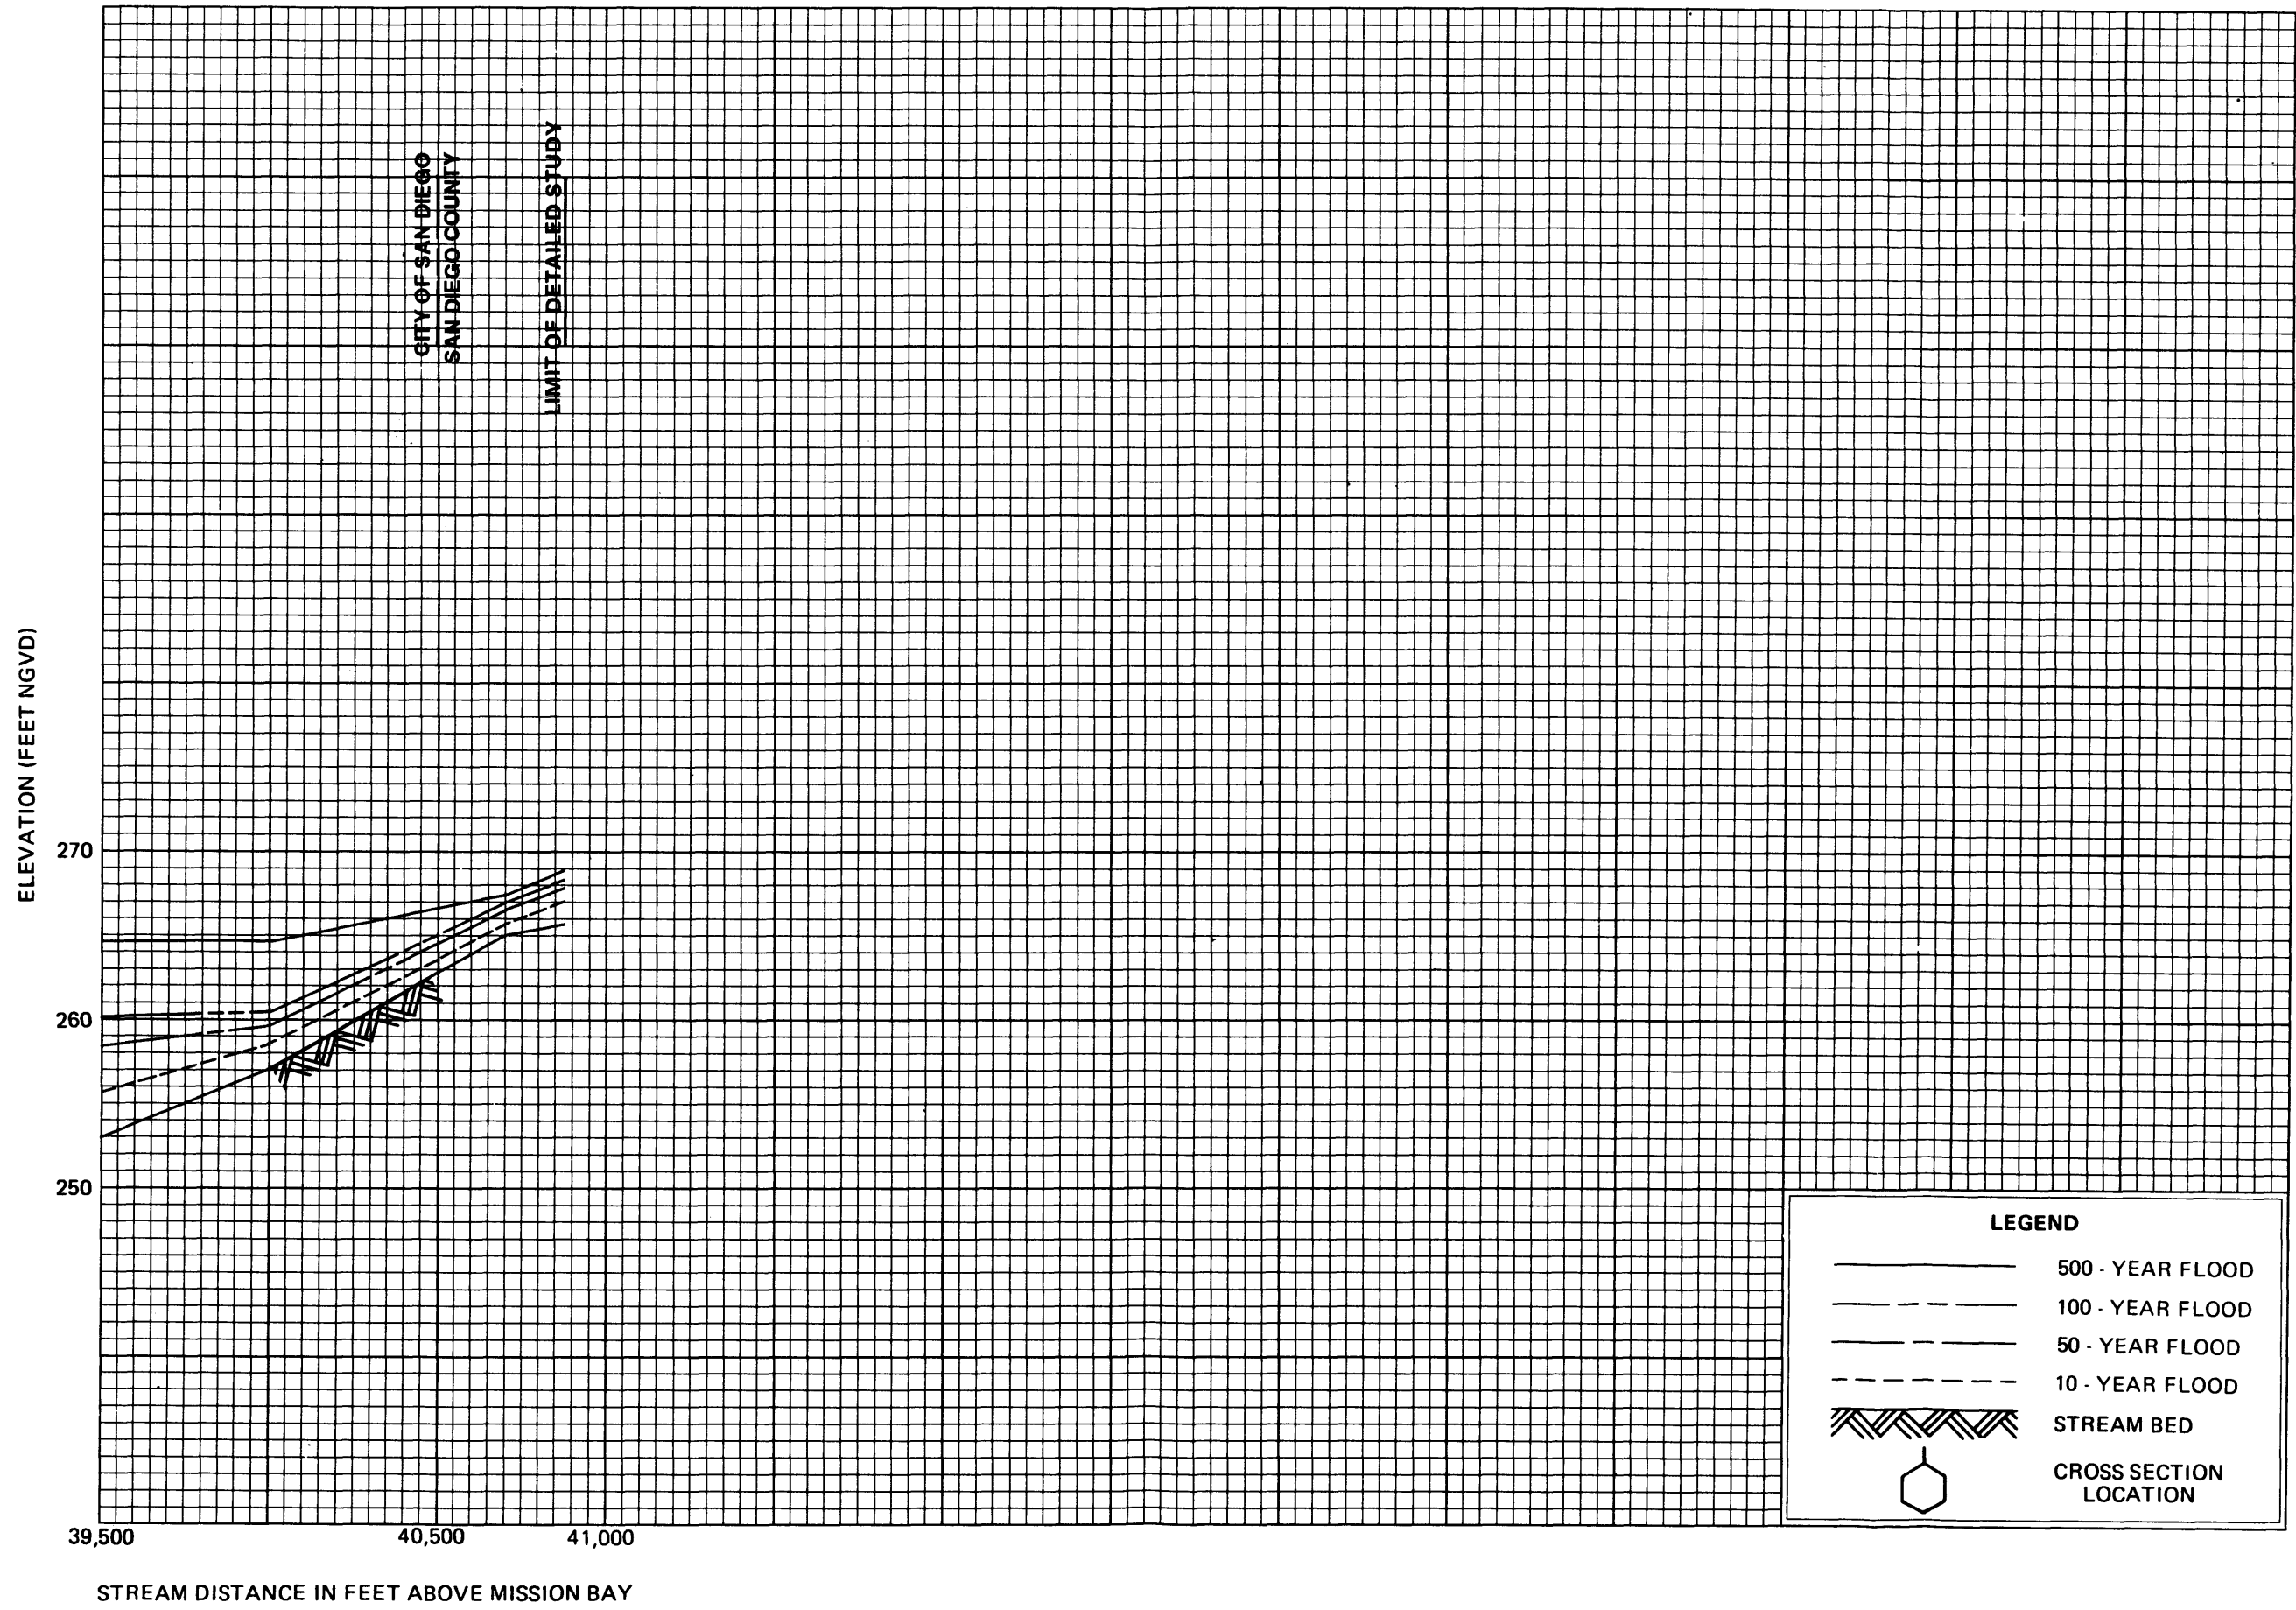 CITY OF SAN DIEGO
SAN DIEGO COUNTY
LIMIT OF DETAILED STUDY
ELEVATION (FEET NGVD)
270
260
250
39,500
40,500
41,000
STREAM DISTANCE IN FEET ABOVE MISSION BAY
LEGEND
500 - YEAR FLOOD
100 - YEAR FLOOD
50 - YEAR FLOOD
10 - YEAR FLOOD
STREAM BED
CROSS SECTION
LOCATION